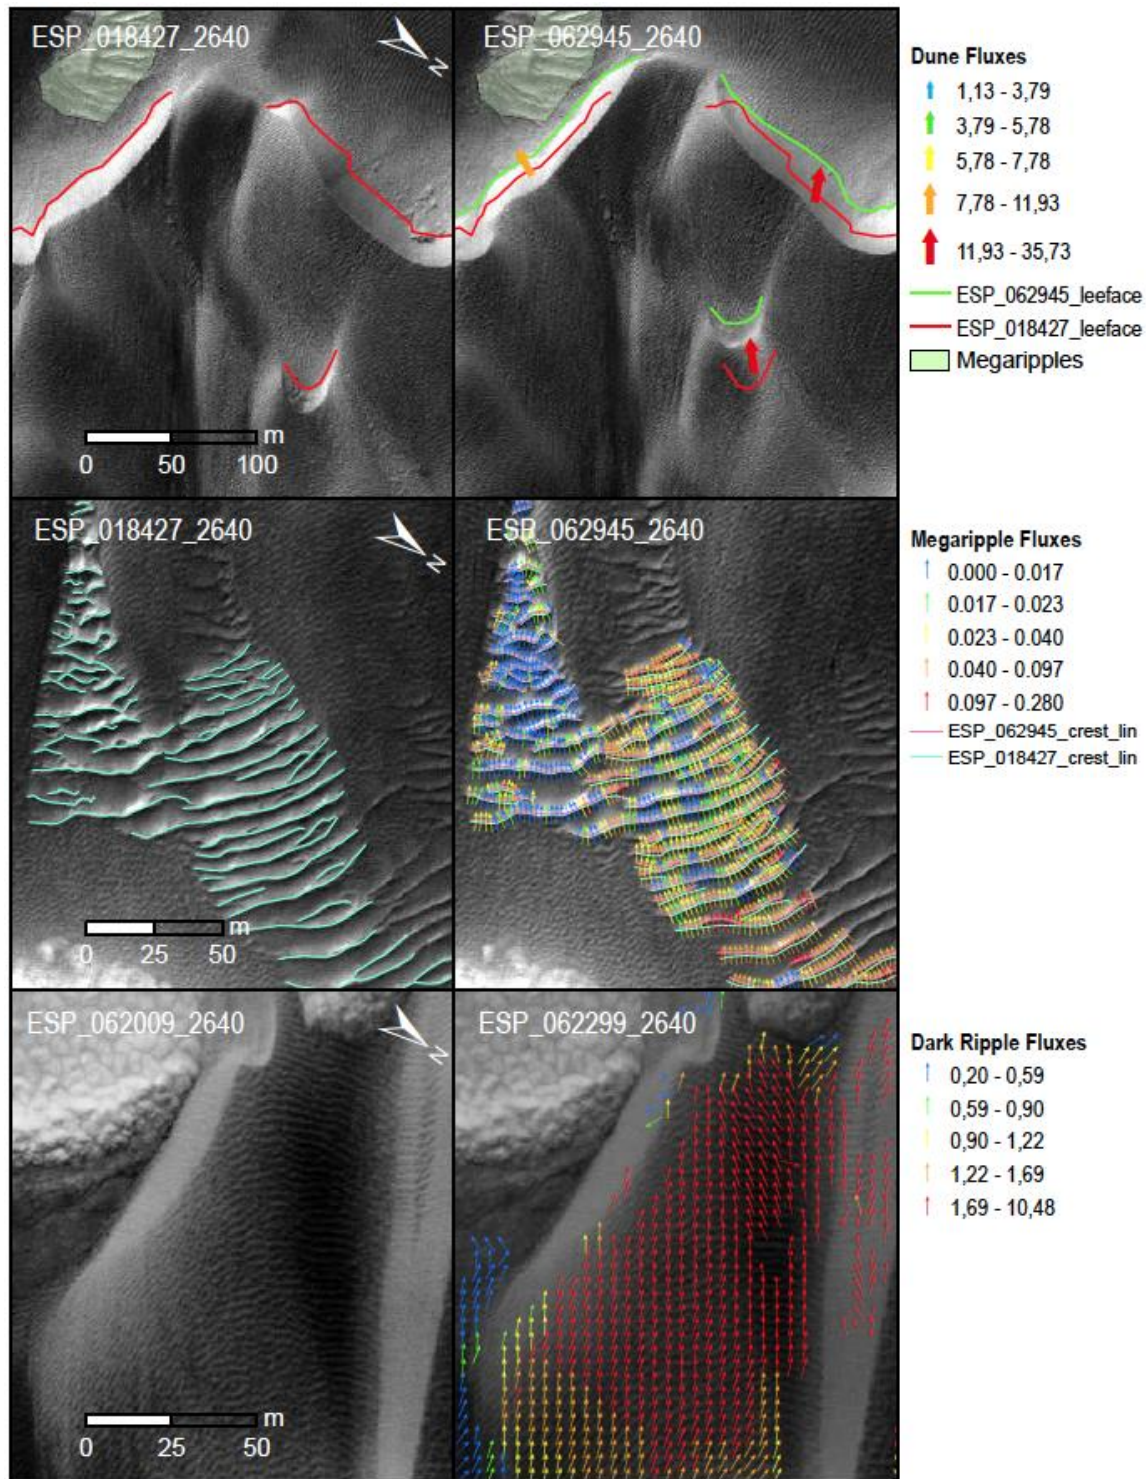 ESP_018427_2640
N
ESP_062945_2640
m
0 50 100
Dune Fluxes
1,13 - 3,79
3,79 - 5,78
5,78 - 7,78
7,78 - 11,93
11,93 - 35,73
ESP_062945_leeface
ESP_018427_leeface
Megaripples
ESP_018427_2640
N
ESP_062945_2640
m
0 25 50
Megaripple Fluxes
0.000 - 0.017
0.017 - 0.023
0.023 - 0.040
0.040 - 0.097
0.097 - 0.280
ESP_062945_crest_lin
ESP_018427_crest_lin
ESP_062009_2640
N
ESP_062299_2640
m
0 25 50
Dark Ripple Fluxes
0,20 - 0,59
0,59 - 0,90
0,90 - 1,22
1,22 - 1,69
1,69 - 10,48